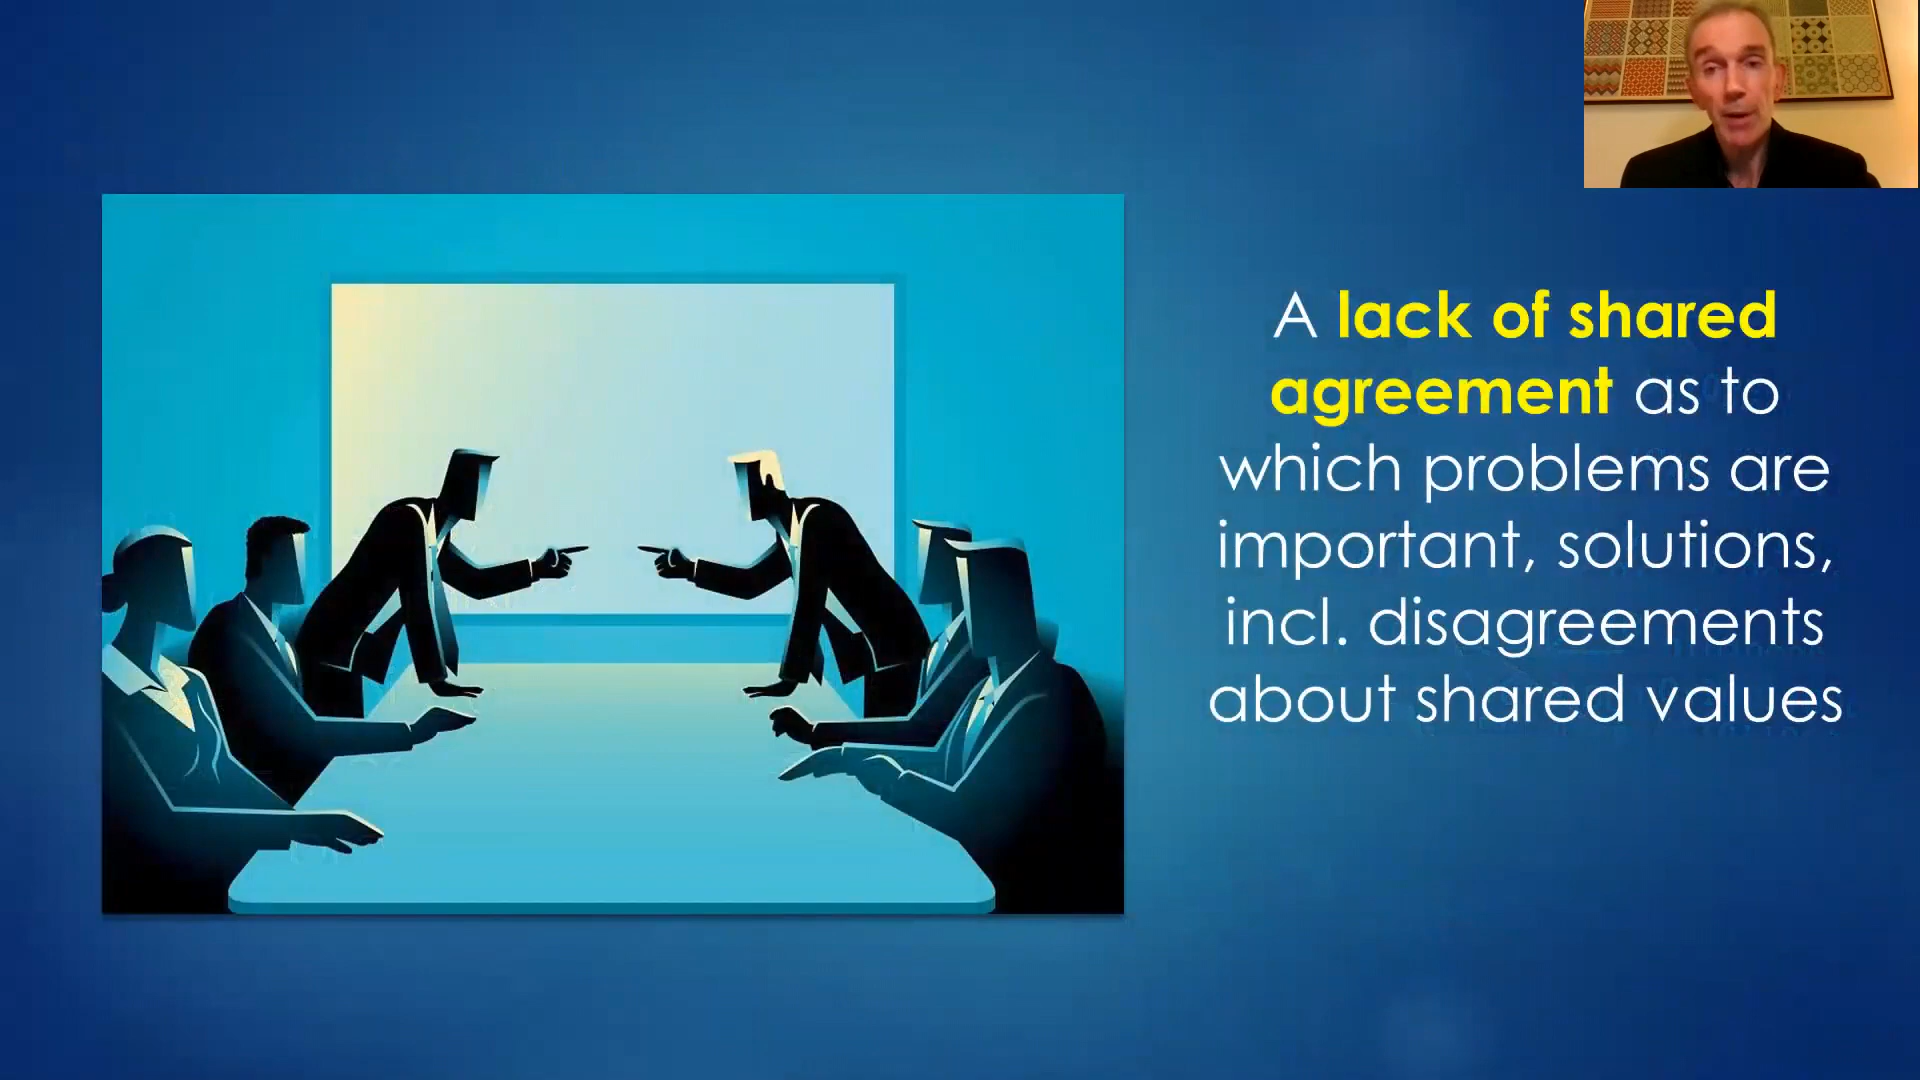 A lack of shared
agreement as to
which problems are
important, solutions,
incl. disagreements
about shared values